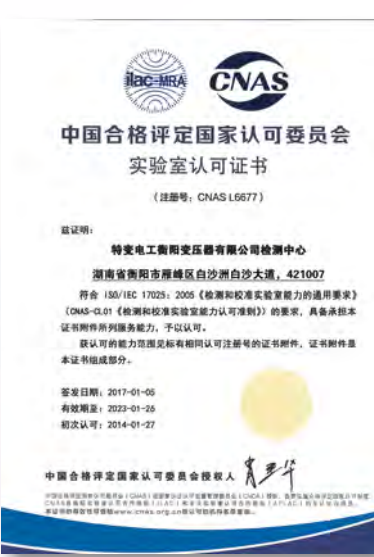 ilac-MRA
CNAS
中国合格评定国家认可委员会
实验室认可证书
（注册号：CNAS L6677）
兹证明：
特变电工衡阳变压器有限公司检测中心
湖南省衡阳市雁峰区白沙洲白沙大道，421007
符合 ISO/IEC 17025：2005《检测和校准实验室能力的通用要求》
（CNAS-CL01《检测和校准实验室能力认可准则》）的要求，具备承担本
证书附件所列服务能力，予以认可。
获认可的能力范围见标有相同认可注册号的证书附件，证书附件是
本证书组成部分。
签发日期：2017-01-05
有效期至：2023-01-26
初次认可：2014-01-27
中国合格评定国家认可委员会授权人